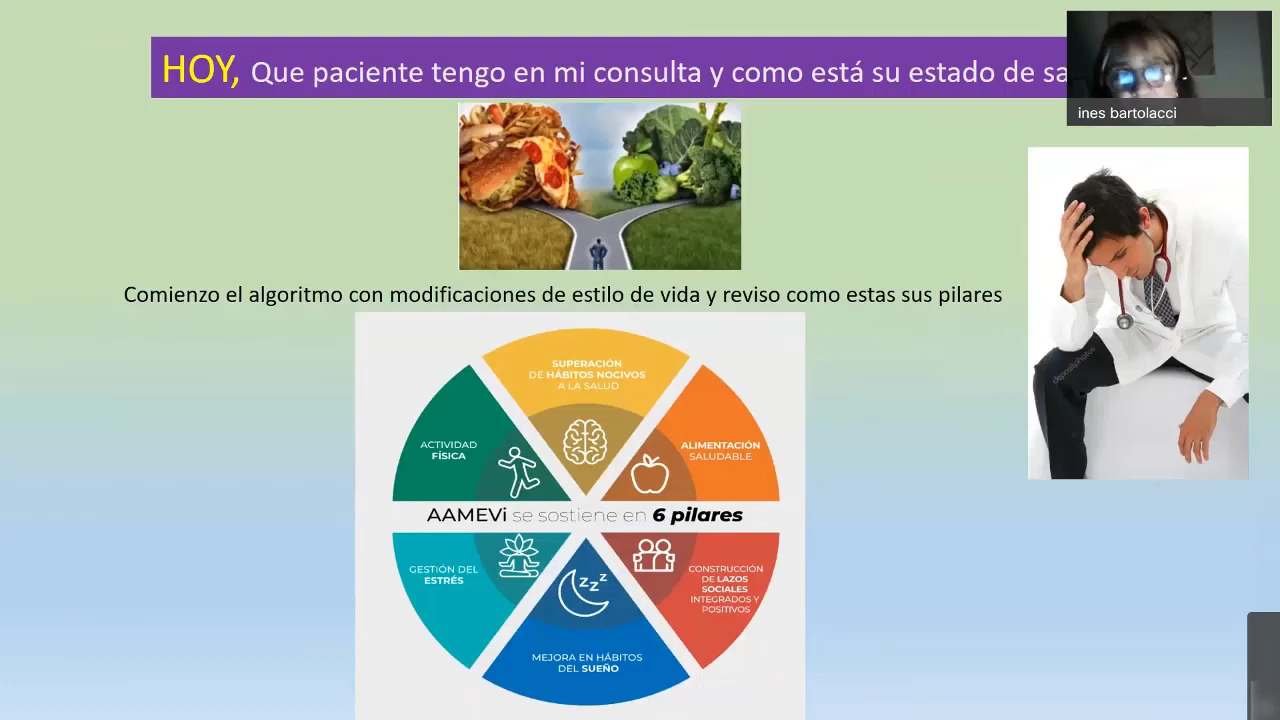 HOY, Que paciente tengo en mi consulta y como está su estado de
ines bartolacci
Comienzo el algoritmo con modificaciones de estilo de vida y reviso como estas sus pilares
SUPERACIÓN
DE HÁBITOS NOCIVOS
A LA SALUD
ACTIVIDAD
FÍSICA
ALIMENTACIÓN
SALUDABLE
AAMEVi se sostiene en 6 pilares
GESTIÓN DEL
ESTRÉS
CONSTRUCCIÓN
DE LAZOS
SOCIALES
INTEGRADOS Y
POSITIVOS
zzz
MEJORA EN HÁBITOS
DEL SUEÑO
depositphotos